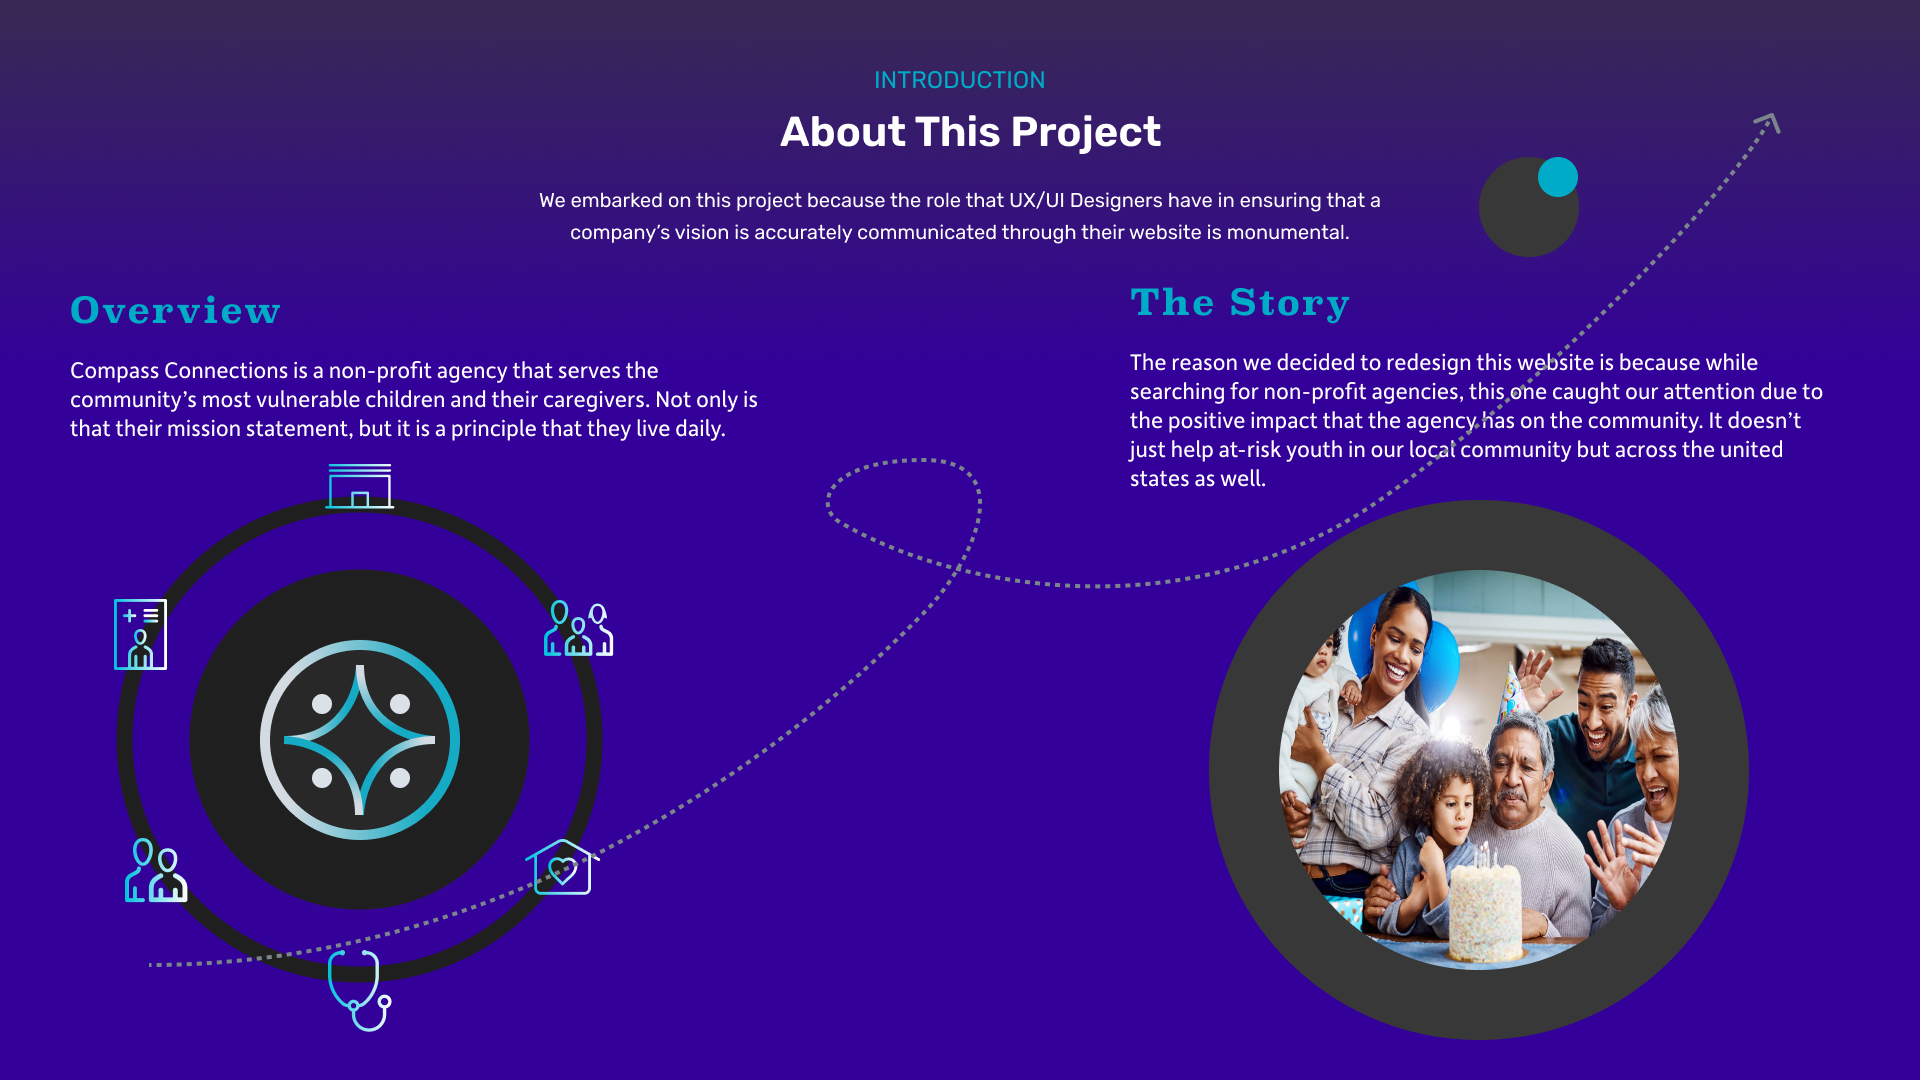 INTRODUCTION
About This Project
We embarked on this project because the role that UX/UI Designers have in ensuring that a
company’s vision is accurately communicated through their website is monumental.
Overview
Compass Connections is a non-profit agency that serves the
community’s most vulnerable children and their caregivers. Not only is
that their mission statement, but it is a principle that they live daily.
The Story
The reason we decided to redesign this website is because while
searching for non-profit agencies, this one caught our attention due to
the positive impact that the agency has on the community. It doesn’t
just help at-risk youth in our local community but across the united
states as well.